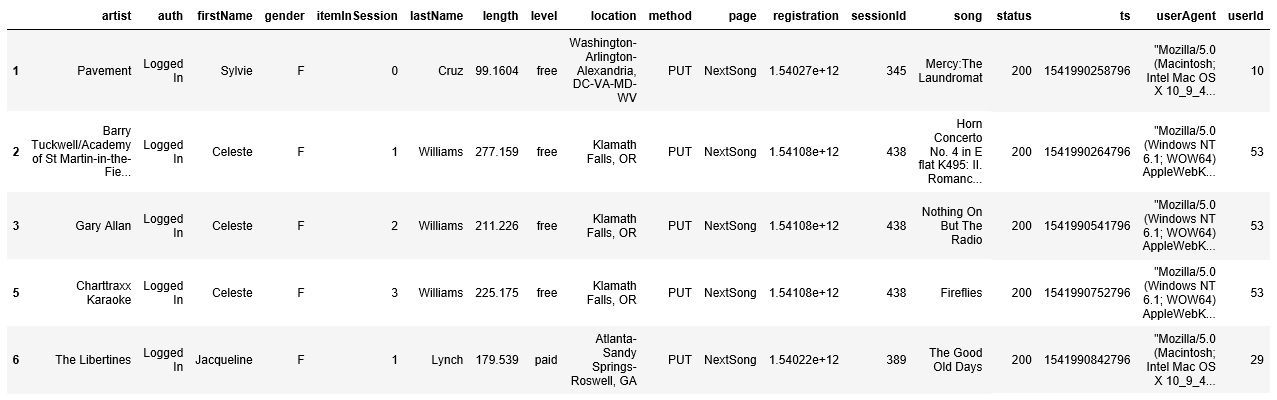 artist auth firstName gender itemInSession lastName length level location method page registration sessionId song status ts userAgent userId
1 Pavement Logged In Sylvie F 0 Cruz 99.1604 free Washington-Arlington-Alexandria, DC-VA-MD-WV PUT NextSong 1.54027e+12 345 Mercy:The Laundromat 200 1541990258796 "Mozilla/5.0 (Macintosh; Intel Mac OS X 10_9_4... 10
2 Barry Tuckwell/Academy of St Martin-in-the-Fie... Logged In Celeste F 1 Williams 277.159 free Klamath Falls, OR PUT NextSong 1.54108e+12 438 Horn Concerto No. 4 in E flat K495: II. Romanc... 200 1541990264796 "Mozilla/5.0 (Windows NT 6.1; WOW64) AppleWebK... 53
3 Gary Allan Logged In Celeste F 2 Williams 211.226 free Klamath Falls, OR PUT NextSong 1.54108e+12 438 Nothing On But The Radio 200 1541990541796 "Mozilla/5.0 (Windows NT 6.1; WOW64) AppleWebK... 53
5 Charttraxx Karaoke Logged In Celeste F 3 Williams 225.175 free Klamath Falls, OR PUT NextSong 1.54108e+12 438 Fireflies 200 1541990752796 "Mozilla/5.0 (Windows NT 6.1; WOW64) AppleWebK... 53
6 The Libertines Logged In Jacqueline F 1 Lynch 179.539 paid Atlanta-Sandy Springs-Roswell, GA PUT NextSong 1.54022e+12 389 The Good Old Days 200 1541990842796 "Mozilla/5.0 (Macintosh; Intel Mac OS X 10_9_4... 29